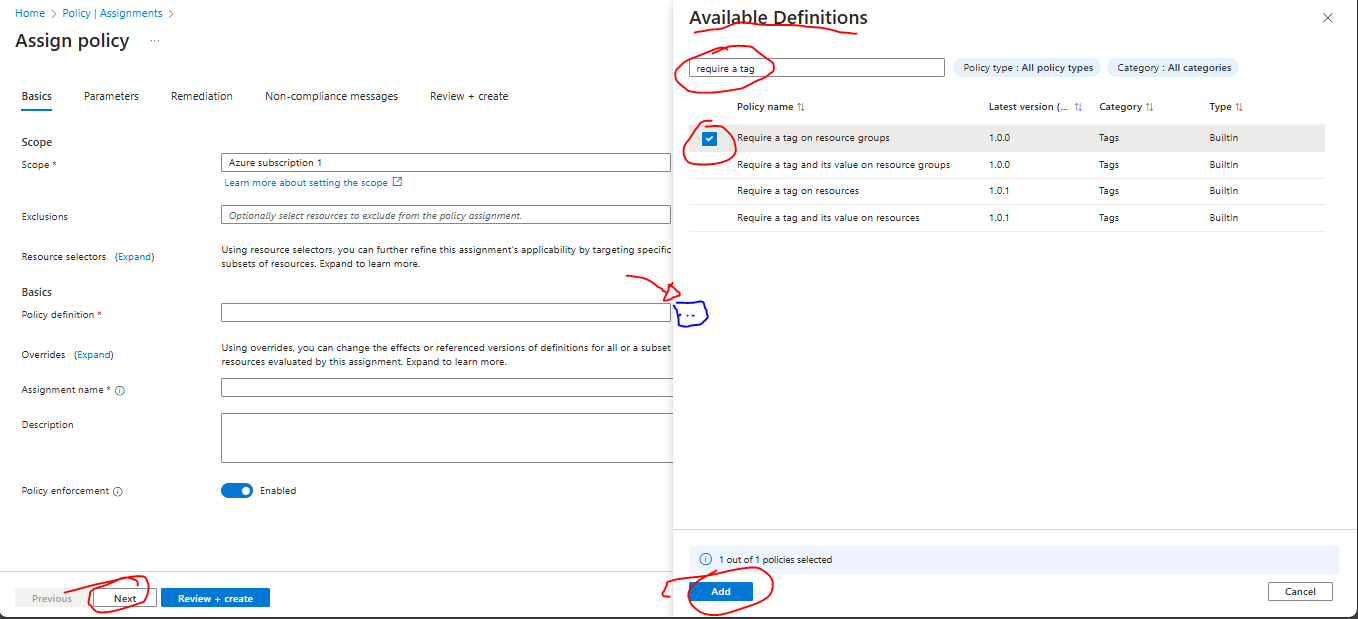 Home > Policy | Assignments >
Assign policy ...
Basics Parameters Remediation Non-compliance messages Review + create
Scope
Scope * Azure subscription 1
Learn more about setting the scope
Exclusions Optionally select resources to exclude from the policy assignment.
Resource selectors (Expand) Using resource selectors, you can further refine this assignment's applicability by targeting specific
subsets of resources. Expand to learn more.
Basics
Policy definition *
...
Overrides (Expand) Using overrides, you can change the effects or referenced versions of definitions for all or a subset
resources evaluated by this assignment. Expand to learn more.
Assignment name *
Description
Policy enforcement Enabled
Previous Next Review + create
Available Definitions
require a tag Policy type : All policy types Category : All categories
Policy name Latest version (... Category Type
Require a tag on resource groups 1.0.0 Tags BuiltIn
Require a tag and its value on resource groups 1.0.0 Tags BuiltIn
Require a tag on resources 1.0.1 Tags BuiltIn
Require a tag and its value on resources 1.0.1 Tags BuiltIn
1 out of 1 policies selected
Add Cancel